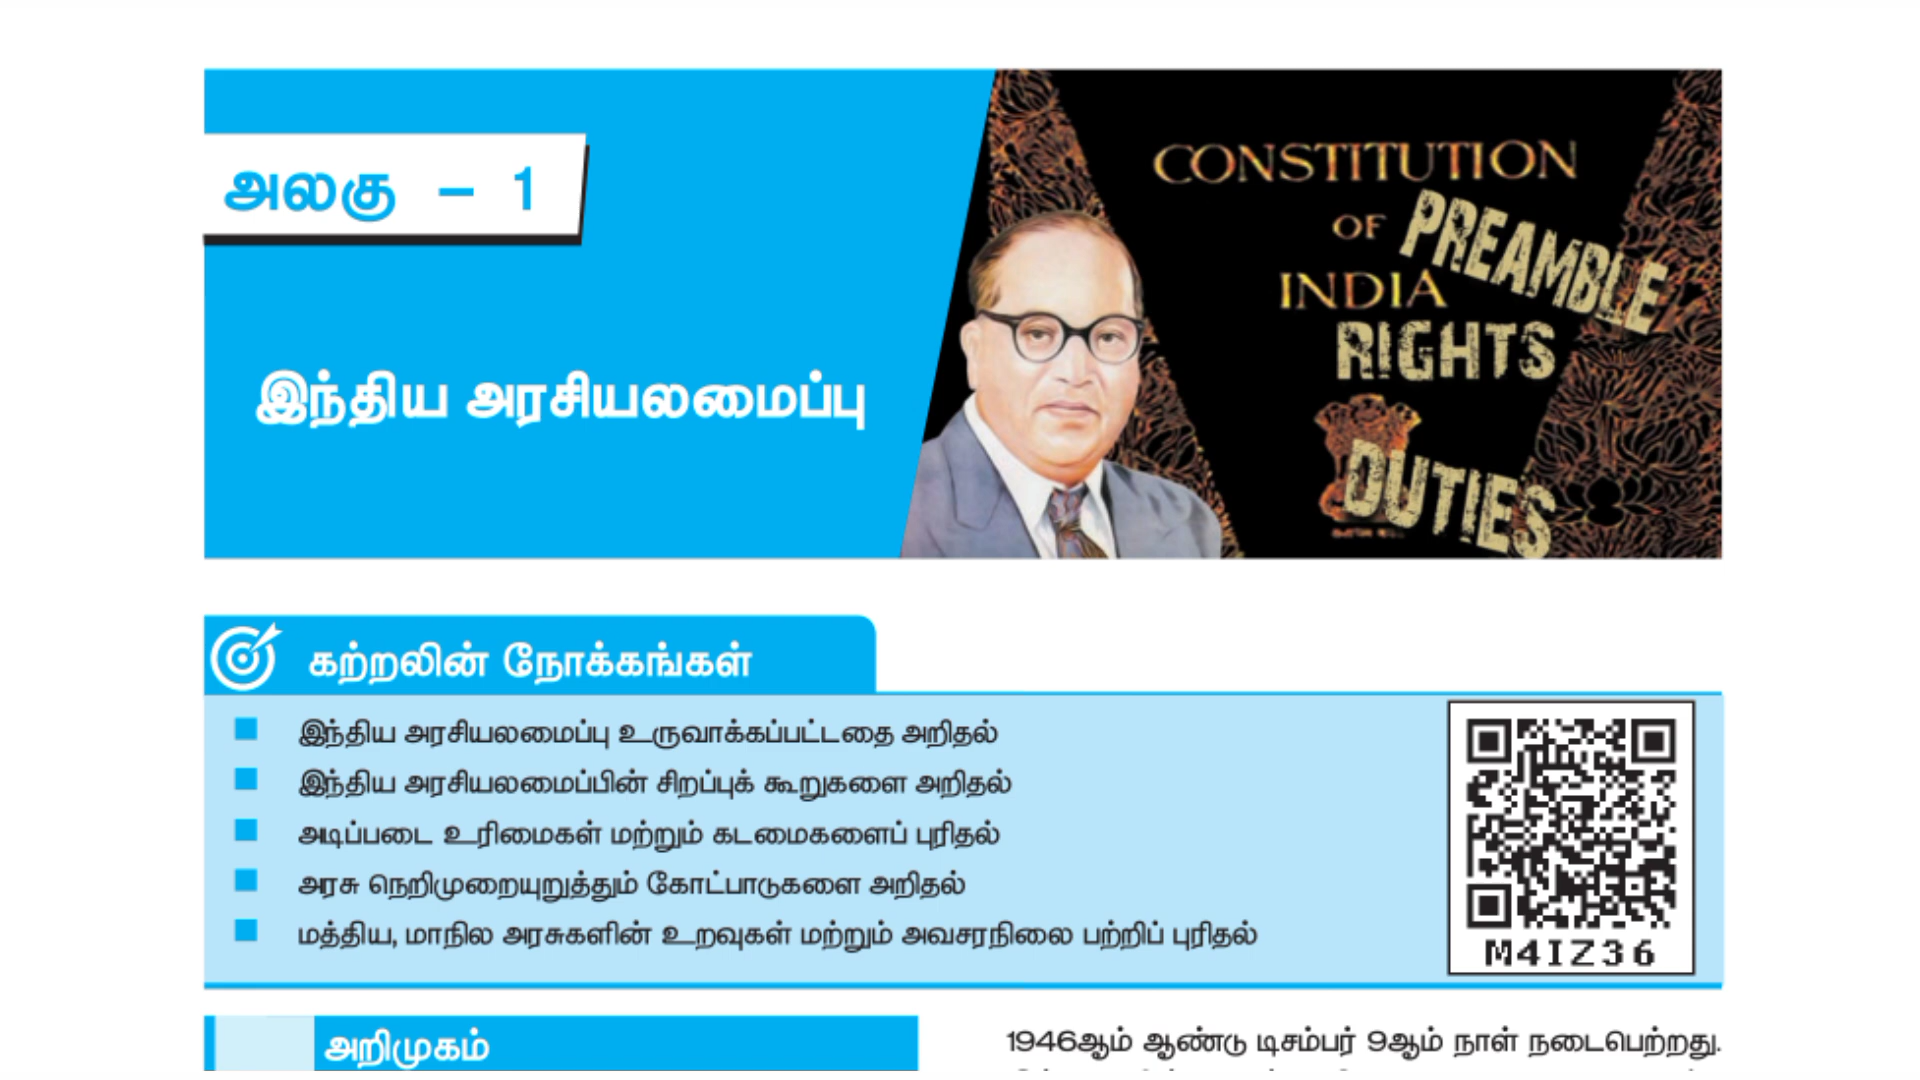 அலகு – 1
இந்திய அரசியலமைப்பு
CONSTITUTION
OF
PREAMBLE
INDIA
RIGHTS
DUTIES
கற்றலின் நோக்கங்கள்
இந்திய அரசியலமைப்பு உருவாக்கப்பட்டதை அறிதல்
இந்திய அரசியலமைப்பின் சிறப்புக் கூறுகளை அறிதல்
அடிப்படை உரிமைகள் மற்றும் கடமைகளைப் புரிதல்
அரசு நெறிமுறையுறுத்தும் கோட்பாடுகளை அறிதல்
மத்திய, மாநில அரசுகளின் உறவுகள் மற்றும் அவசரநிலை பற்றிப் புரிதல்
M4IZ36
அறிமுகம்
1946ஆம் ஆண்டு டிசம்பர் 9ஆம் நாள் நடைபெற்றது.